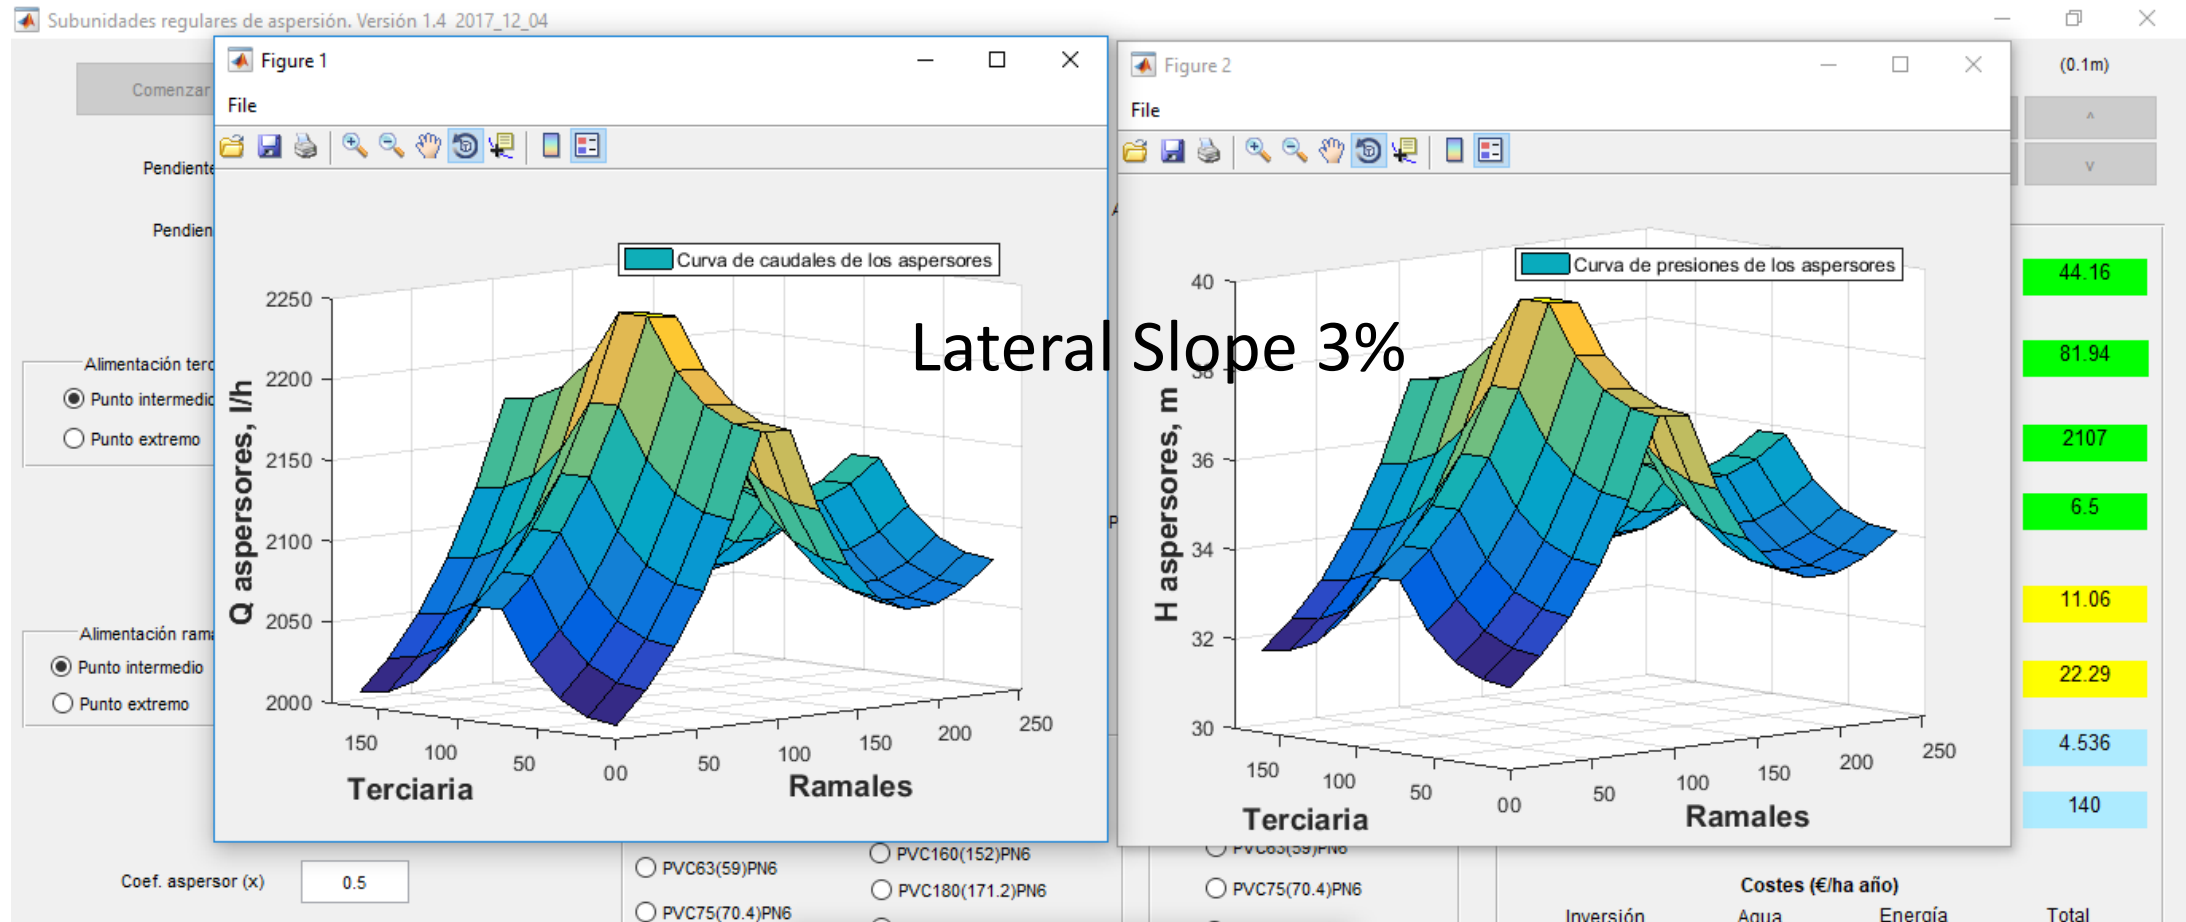 Subunidades regulares de aspersión. Versión 1.4 2017_12_04
Comenzar
Pendiente
Pendien
Alimentación terc
Punto intermedio
Punto extremo
Alimentación rama
Punto intermedio
Punto extremo
Coef. aspersor (x)
0.5
Figure 1
File
Curva de caudales de los aspersores
Q aspersores, l/h
2250
2200
2150
2100
2050
2000
150
100
50
00
50
100
150
200
250
Terciaria
Ramales
Lateral Slope 3%
Figure 2
File
Curva de presiones de los aspersores
H aspersores, m
40
38
36
34
32
30
150
100
50
00
50
100
150
200
250
Terciaria
Ramales
(0.1m)
^
v
44.16
81.94
2107
6.5
11.06
22.29
4.536
140
PVC63(59)PN6
PVC75(70.4)PN6
PVC160(152)PN6
PVC180(171.2)PN6
PVC63(59)PN6
PVC75(70.4)PN6
Costes (€/ha año)
Inversión
Agua
Energía
Total